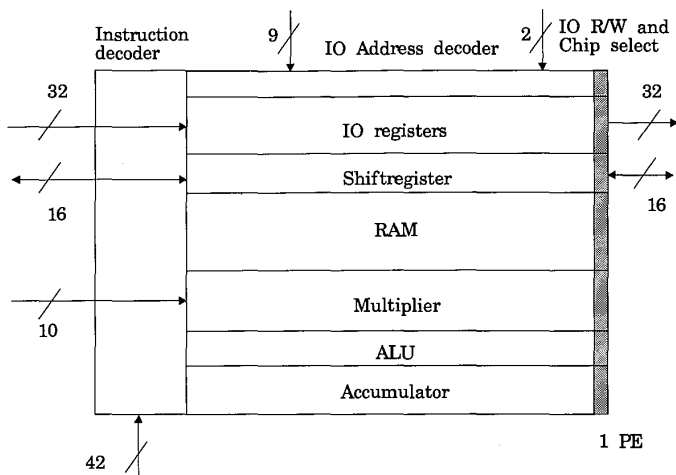 Instruction
decoder
9
IO Address decoder
2
IO R/W and
Chip select
32
32
IO registers
Shiftregister
16
16
RAM
Multiplier
10
ALU
Accumulator
42
1 PE